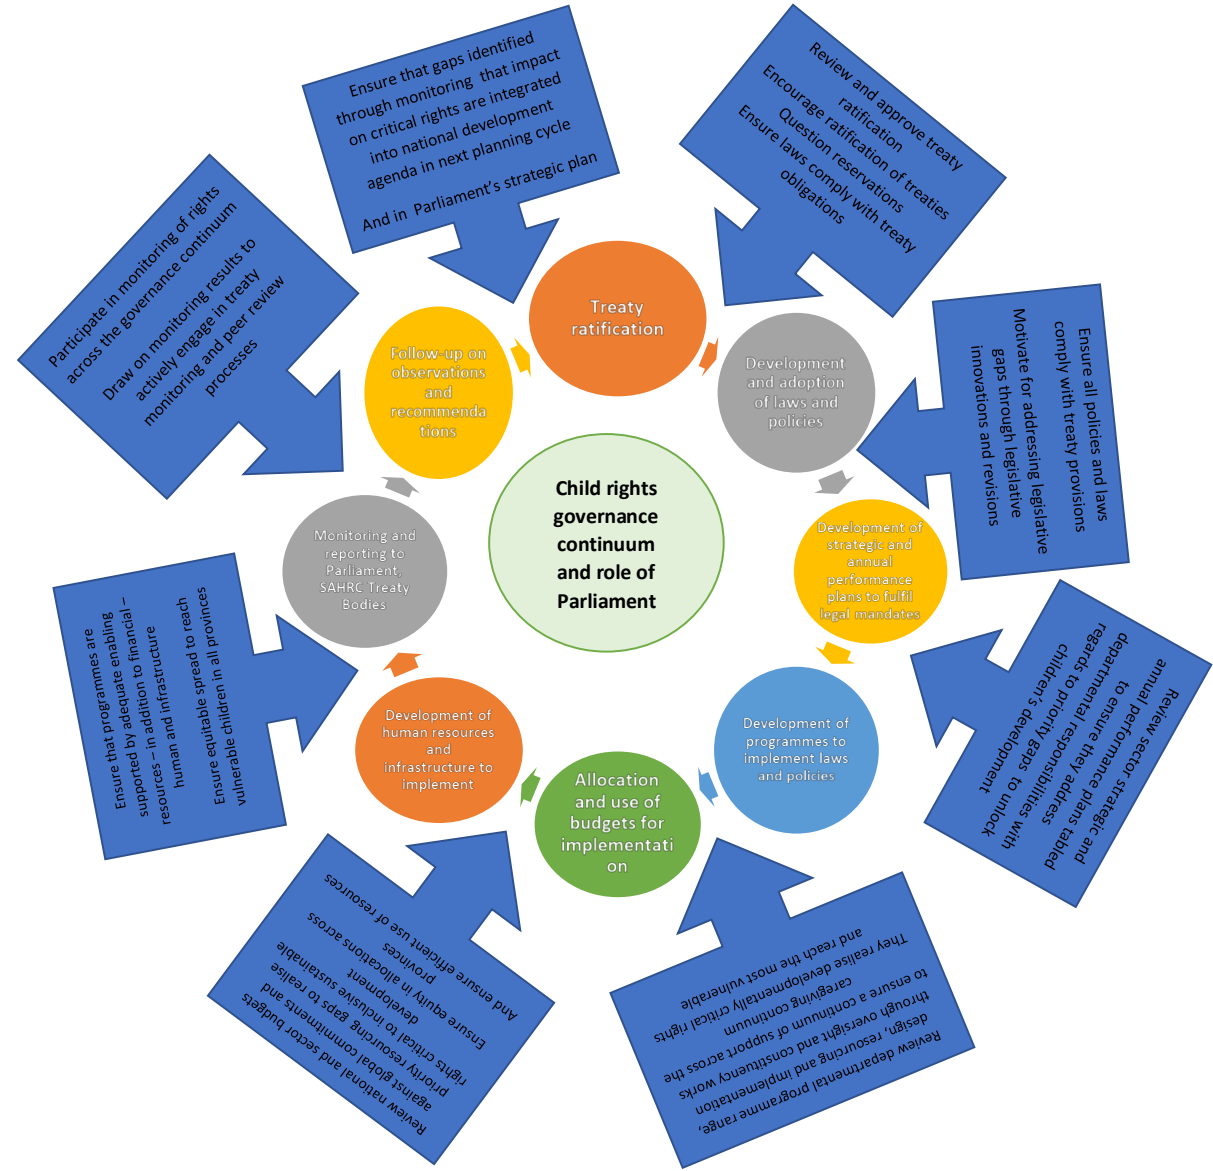 Ensure that gaps identified
through monitoring that impact
on critical rights are integrated
into national development
agenda in next planning cycle
And in Parliament's strategic plan
Review and approve treaty
ratification
Encourage ratification of treaties
Question reservations
Ensure laws comply with treaty
obligations
Ensure all policies and laws
comply with treaty provisions
Motivate for addressing legislative
gaps through legislative
innovations and revisions
Review sector strategic and
annual performance plans tabled
to ensure they address
departmental responsibilities with
regards to priority gaps to unlock
children's development
Review departmental programme range,
design, resourcing and implementation
through oversight and constituency works
to ensure a continuum of support across the
caregiving continuum
They realise developmentally critical rights
and reach the most vulnerable
Review national and sector budgets
against global commitments and
priority resourcing gaps to realise
rights critical to inclusive sustainable
development
Ensure equity in allocations across
provinces
And ensure efficient use of resources
Ensure that programmes are
supported by adequate enabling
resources – in addition to financial –
human and infrastructure
Ensure equitable spread to reach
vulnerable children in all provinces
Participate in monitoring of rights
across the governance continuum
Draw on monitoring results to
actively engage in treaty
monitoring and peer review
processes
Treaty
ratification
Development
and adoption
of laws and
policies
Development of
strategic and
annual
performance
plans to fulfil
legal mandates
Development of
programmes to
implement laws
and policies
Allocation
and use of
budgets for
implementati
on
Development of
human resources
and
infrastructure to
implement
Monitoring and
reporting to
Parliament,
SAHRC Treaty
Bodies
Follow-up on
observations
and
recommenda
tions
Child rights
governance
continuum
and role of
Parliament